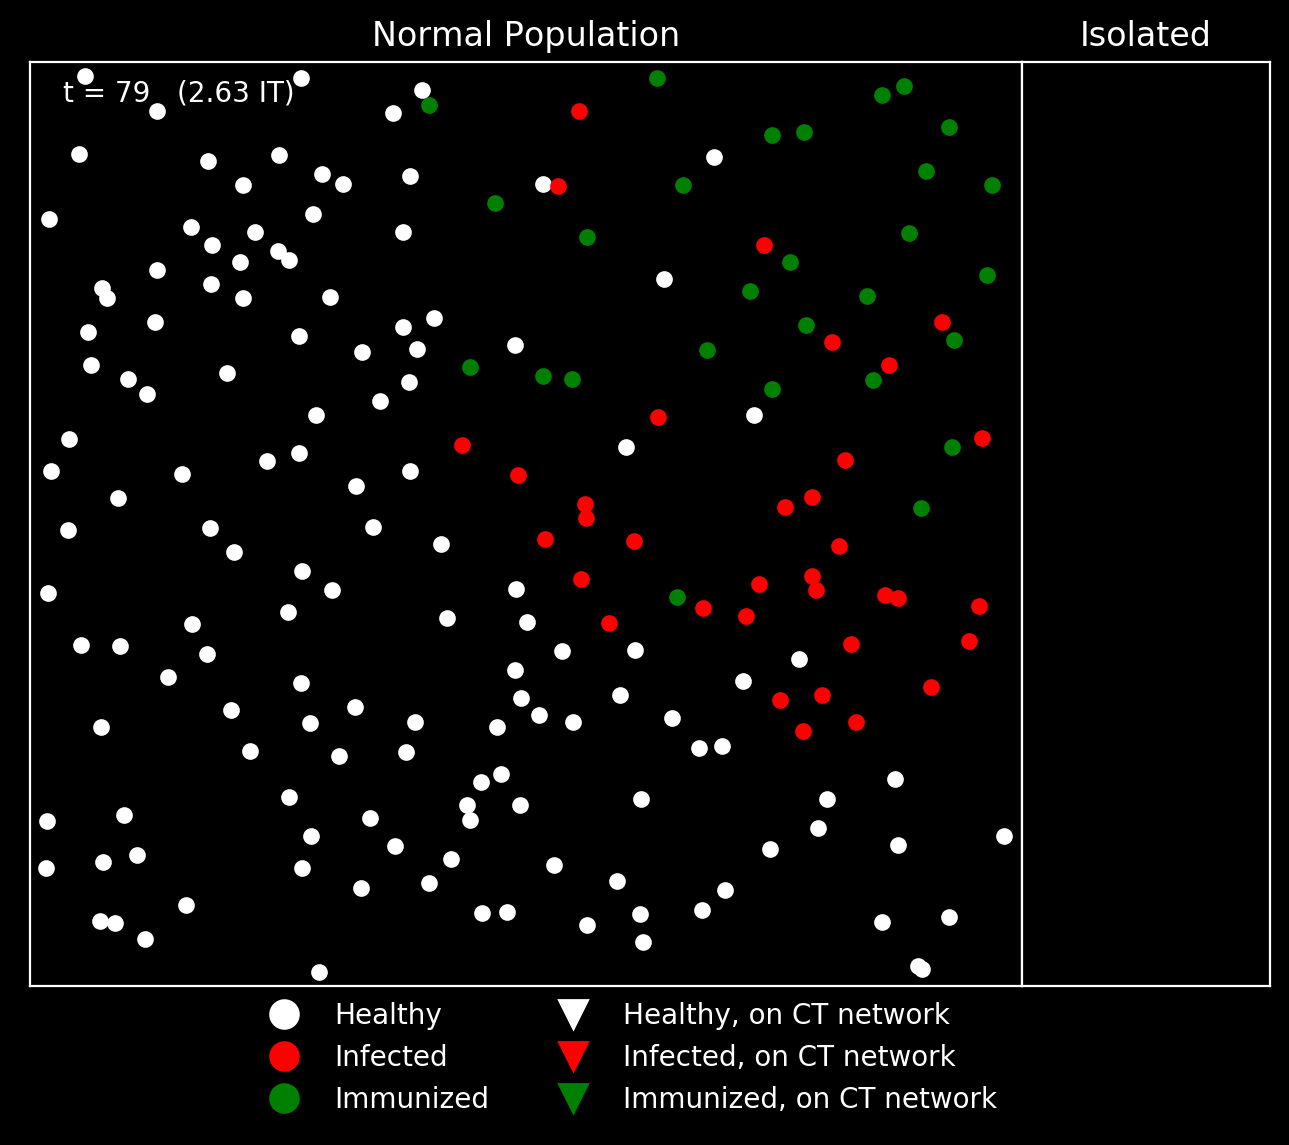 Normal Population
Isolated
t = 79   (2.63 IT)
Healthy
Infected
Immunized
Healthy, on CT network
Infected, on CT network
Immunized, on CT network